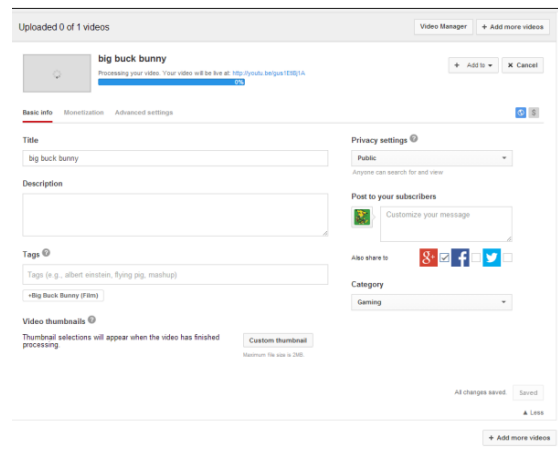 Uploaded 0 of 1 videos
Video Manager
+ Add more videos
big buck bunny
Processing your video. Your video will be live at: http://youtu.be/gus1E8Bj1A
0%
+ Add to
× Cancel
Basic info
Monetization
Advanced settings
$
Title
big buck bunny
Description
Tags ?
Tags (e.g., albert einstein, flying pig, mashup)
+Big Buck Bunny (Film)
Video thumbnails ?
Thumbnail selections will appear when the video has finished
processing.
Custom thumbnail
Maximum file size is 2MB.
Privacy settings ?
Public
Anyone can search for and view
Post to your subscribers
Customize your message
Also share to
g+
f
Category
Gaming
All changes saved.
Saved
▲ Less
+ Add more videos